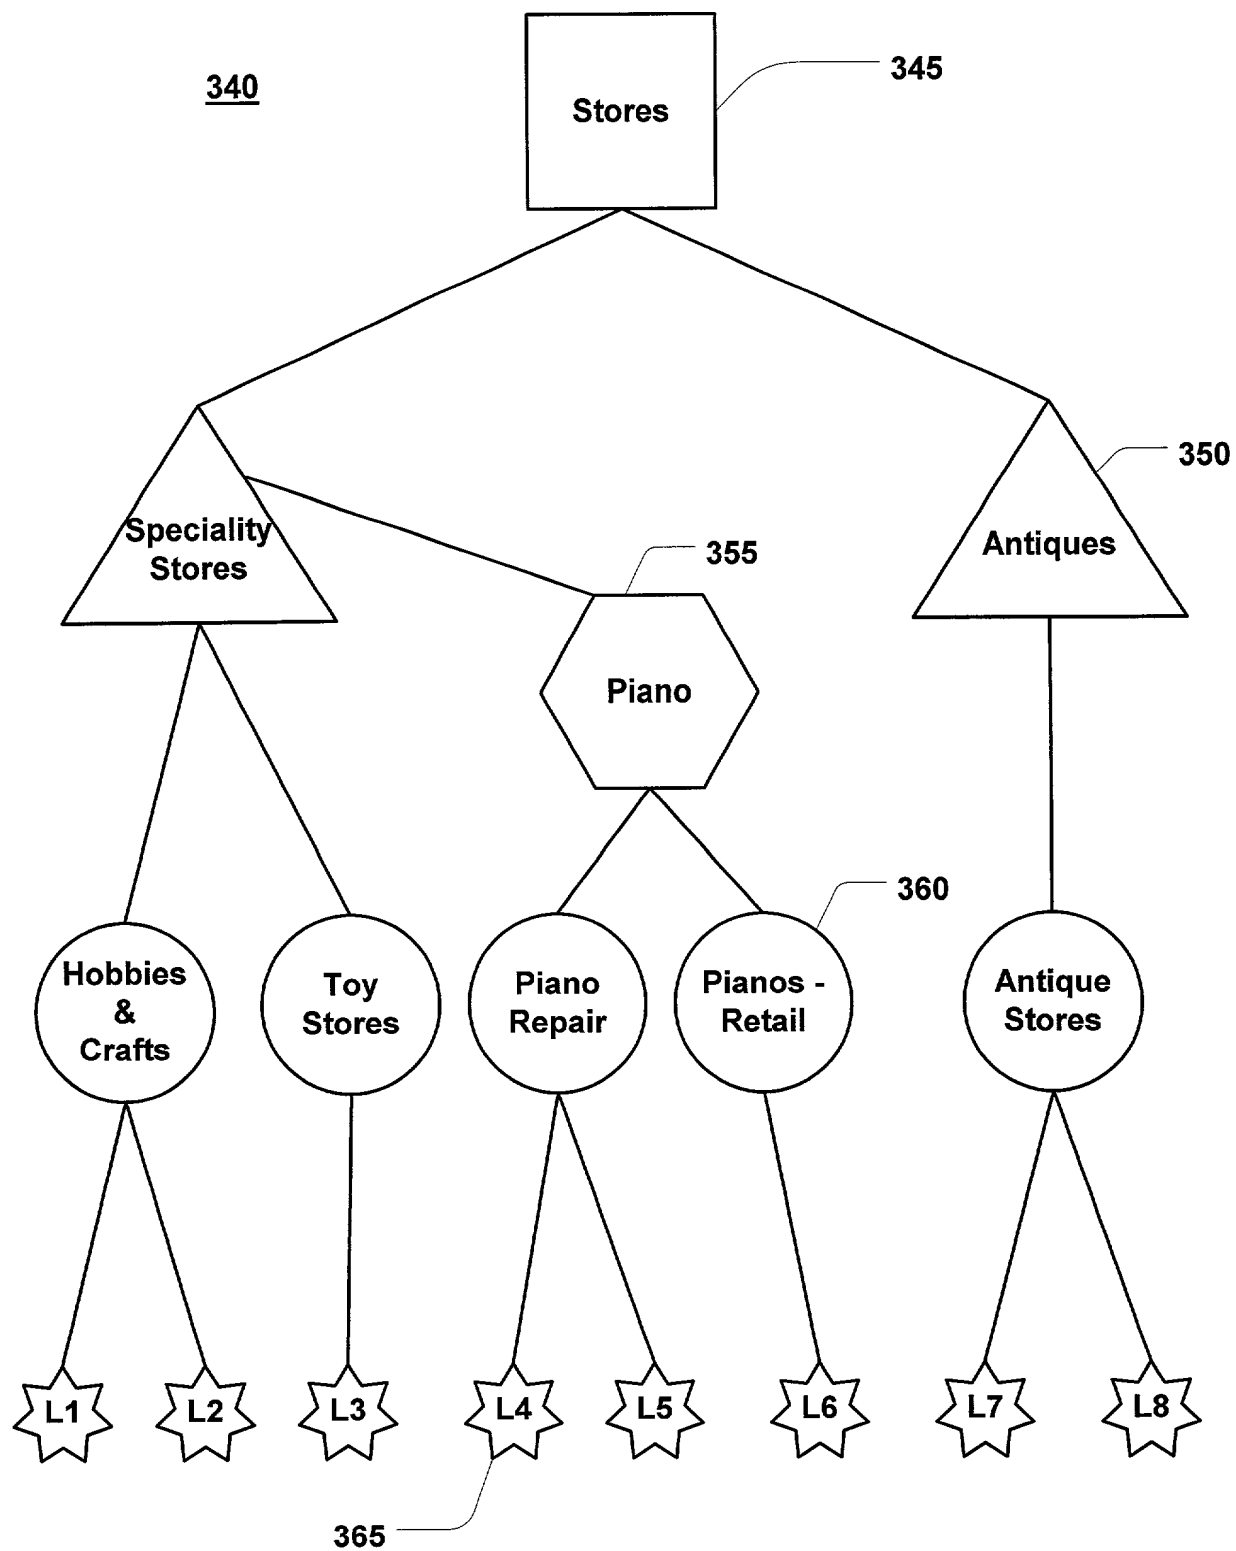 340
345
Stores
350
Speciality
Stores
Antiques
355
Piano
360
Hobbies
&
Crafts
Toy
Stores
Piano
Repair
Pianos -
Retail
Antique
Stores
L1
L2
L3
L4
L5
L6
L7
L8
365